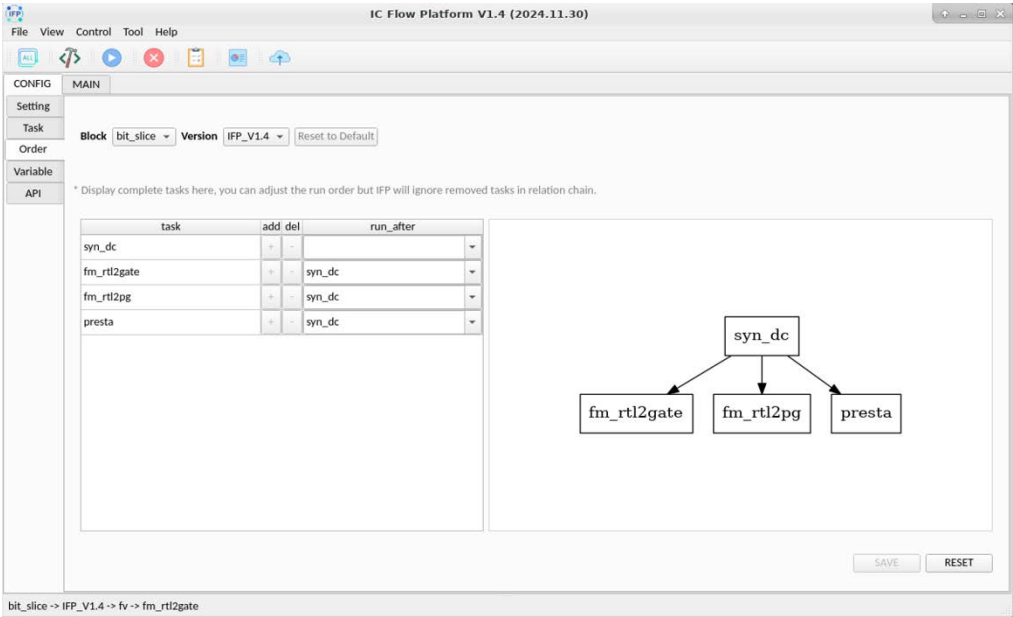 IFP IC Flow Platform V1.4 (2024.11.30)
File View Control Tool Help
ALL
CONFIG MAIN
Setting
Task
Order
Variable
API
Block bit_slice Version IFP_V1.4 Reset to Default
* Display complete tasks here, you can adjust the run order but IFP will ignore removed tasks in relation chain.
task add del run_after
syn_dc + -
fm_rtl2gate + - syn_dc
fm_rtl2pg + - syn_dc
presta + - syn_dc
syn_dc
fm_rtl2gate fm_rtl2pg presta
SAVE RESET
bit_slice -> IFP_V1.4 -> fv -> fm_rtl2gate